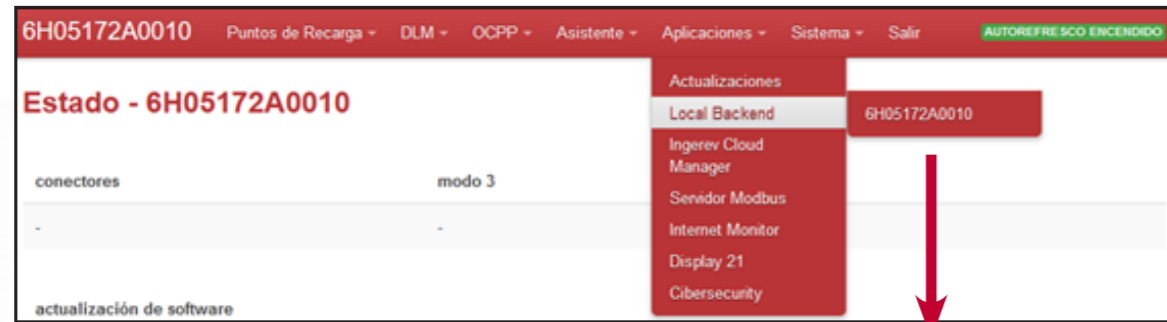 6H05172A0010 Puntos de Recarga DLM OCPP Asistente Aplicaciones Sistema Salir AUTOREFRESCO ENCENDIDO
Estado - 6H05172A0010
Actualizaciones
Local Backend 6H05172A0010
Ingerev Cloud
Manager
Servidor Modbus
Internet Monitor
Display 21
Cibersecurity
conectores modo 3
- -
actualización de software